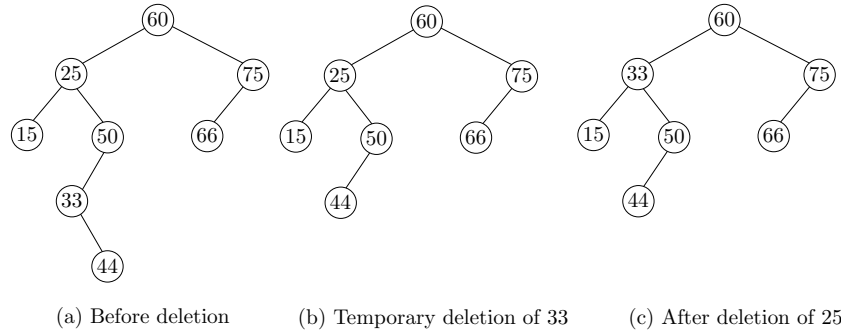 60 60 60
25 75 25 75 33 75
15 50 66 15 50 66 15 50 66
33 44 44
44
(a) Before deletion (b) Temporary deletion of 33 (c) After deletion of 25